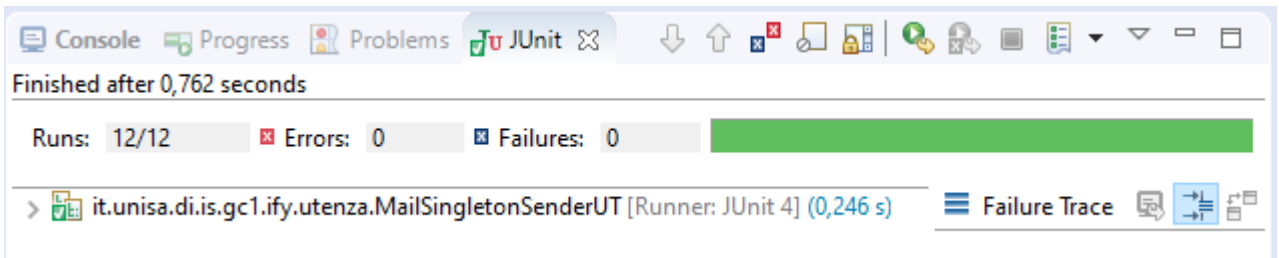 Console Progress Problems JUnit
Finished after 0,762 seconds
Runs: 12/12 Errors: 0 Failures: 0
it.unisa.di.is.gc1.ify.utenza.MailSingletonSenderUT [Runner: JUnit 4] (0,246 s) Failure Trace